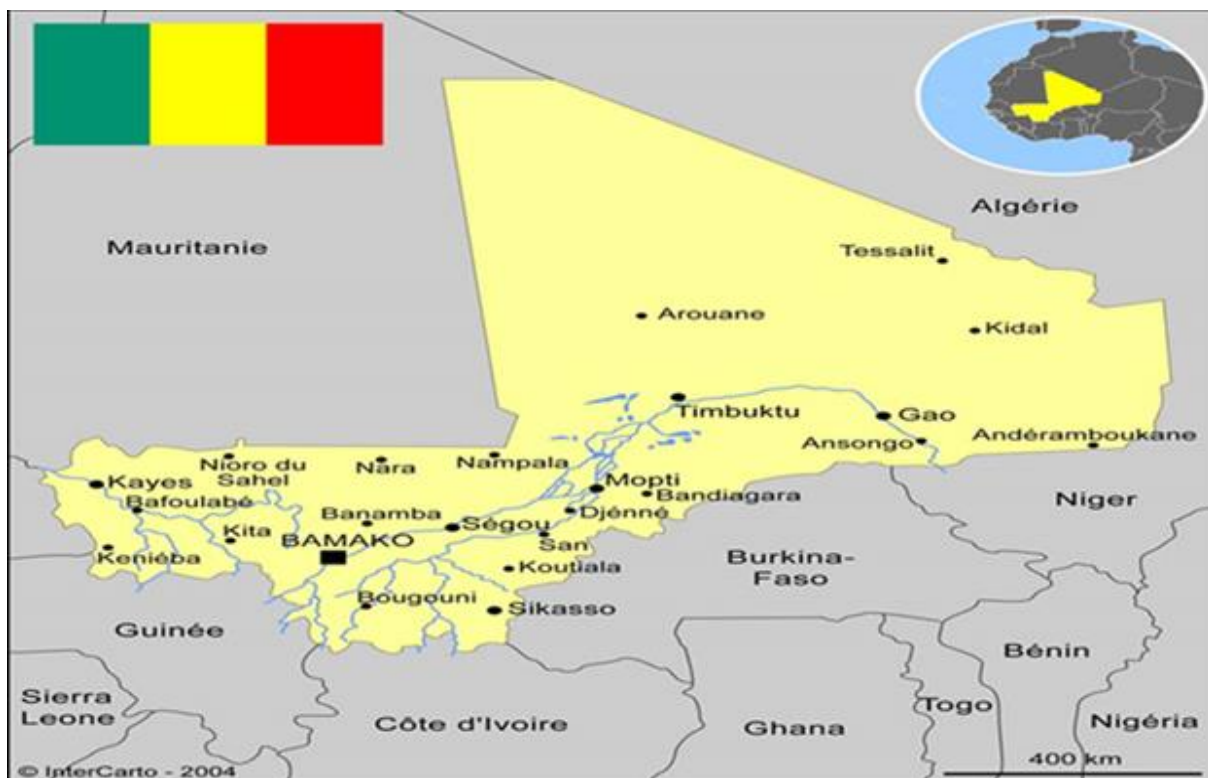 Algérie
Mauritanie
Tessalit
Arouane
Kidal
Timbuktu
Gao
Ansongo
Andéramboukane
Nioro du
Sahel
Nara
Nampala
Kayes
Mopti
Bandiagara
Niger
Bafoulabé
Banamba
Ségou
Djénné
Kita
BAMAKO
San
Keniéba
Koutiala
Burkina-
Faso
Bougouni
Sikasso
Guinée
Bénin
Sierra
Leone
Côte d'Ivoire
Ghana
Togo
Nigéria
400 km
© InterCarto - 2004